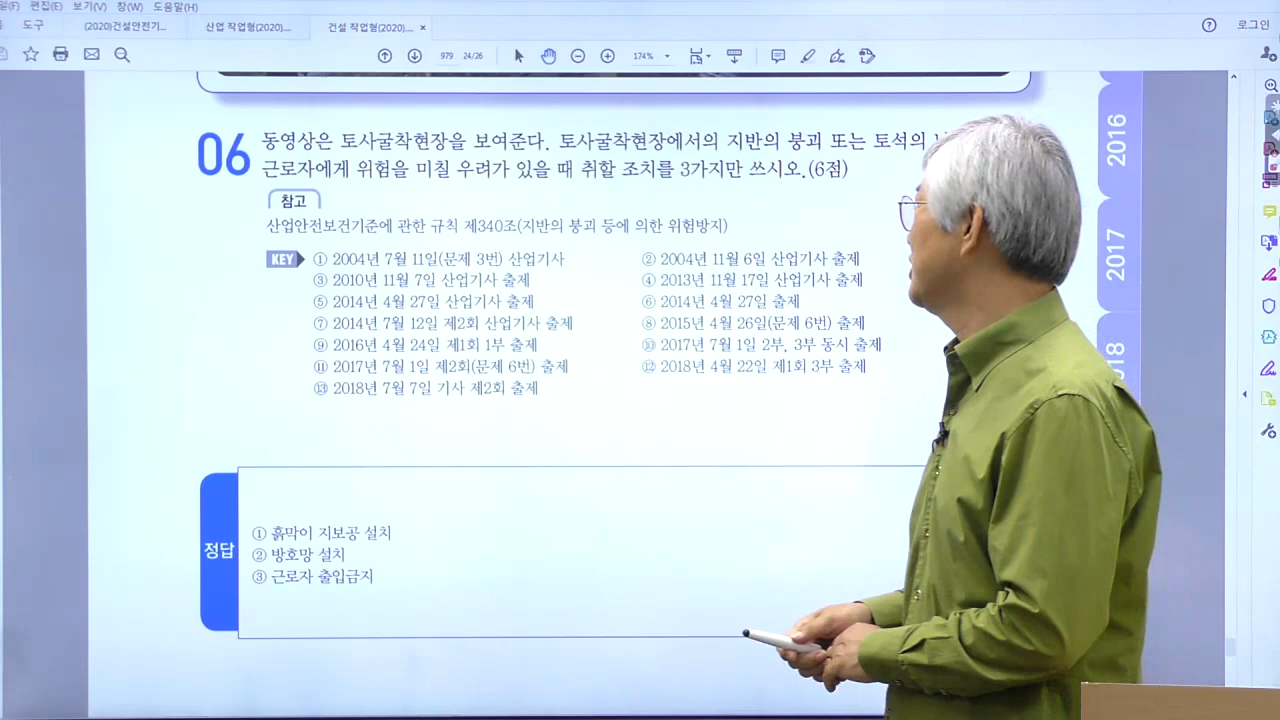 편집(E) 보기(V) 창(W) 도움말(H)
도구 (2020)건설안전기... 산업 작업형(2020).... 건설 작업형(2020).... × 로그인
979 24/26 174%
06 동영상은 토사굴착현장을 보여준다. 토사굴착현장에서의 지반의 붕괴 또는 토석의
근로자에게 위험을 미칠 우려가 있을 때 취할 조치를 3가지만 쓰시오.(6점)
참고
산업안전보건기준에 관한 규칙 제340조(지반의 붕괴 등에 의한 위험방지)
KEY ① 2004년 7월 11일(문제 3번) 산업기사 ② 2004년 11월 6일 산업기사 출제
③ 2010년 11월 7일 산업기사 출제 ④ 2013년 11월 17일 산업기사 출제
⑤ 2014년 4월 27일 산업기사 출제 ⑥ 2014년 4월 27일 출제
⑦ 2014년 7월 12일 제2회 산업기사 출제 ⑧ 2015년 4월 26일(문제 6번) 출제
⑨ 2016년 4월 24일 제1회 1부 출제 ⑩ 2017년 7월 1일 2부, 3부 동시 출제
⑪ 2017년 7월 1일 제2회(문제 6번) 출제 ⑫ 2018년 4월 22일 제1회 3부 출제
⑬ 2018년 7월 7일 기사 제2회 출제
정답
① 흙막이 지보공 설치
② 방호망 설치
③ 근로자 출입금지
2016
2017